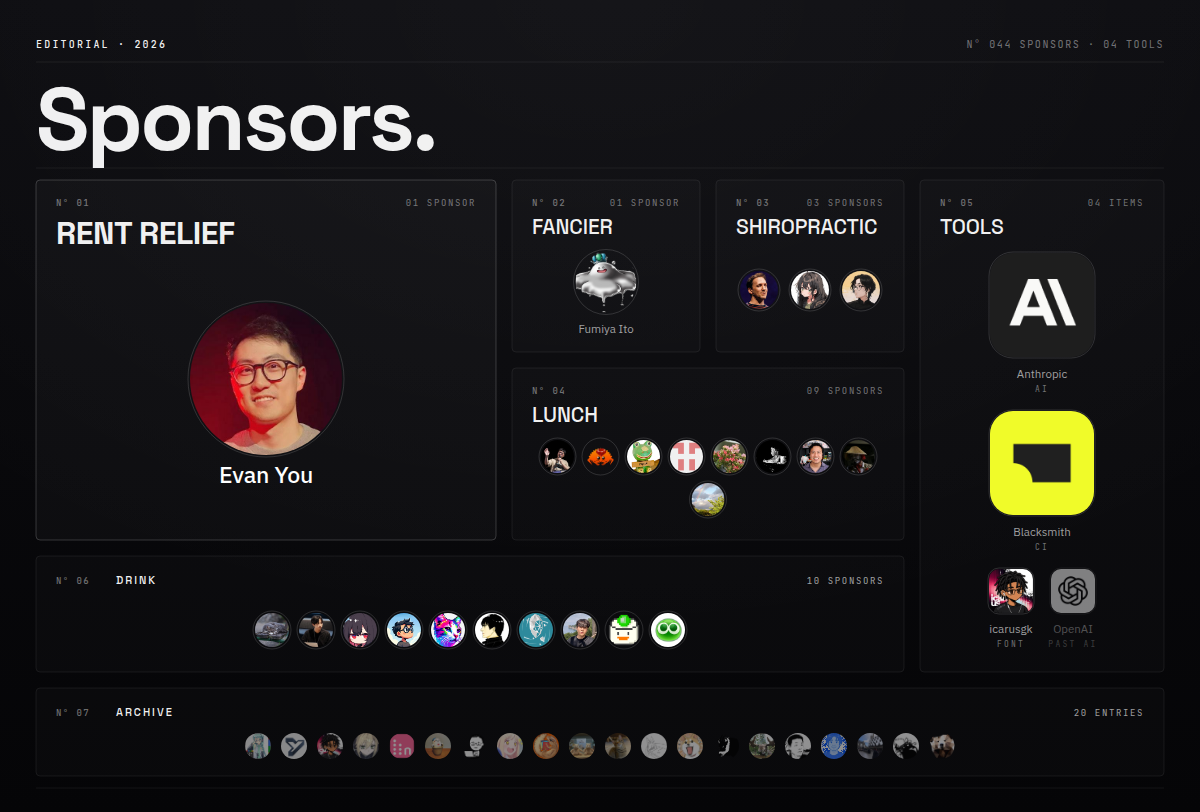 EDITORIAL · 2026
N° 044 SPONSORS · 04 TOOLS
Sponsors.
N° 01
01 SPONSOR
RENT RELIEF
Evan You
N° 02
01 SPONSOR
FANCIER
Fumiya Ito
N° 03
03 SPONSORS
SHIROPRACTIC
N° 04
09 SPONSORS
LUNCH
N° 05
04 ITEMS
TOOLS
Anthropic
AI
Blacksmith
CI
icarusgk
FONT
OpenAI
PAST AI
N° 06
DRINK
10 SPONSORS
N° 07
ARCHIVE
20 ENTRIES